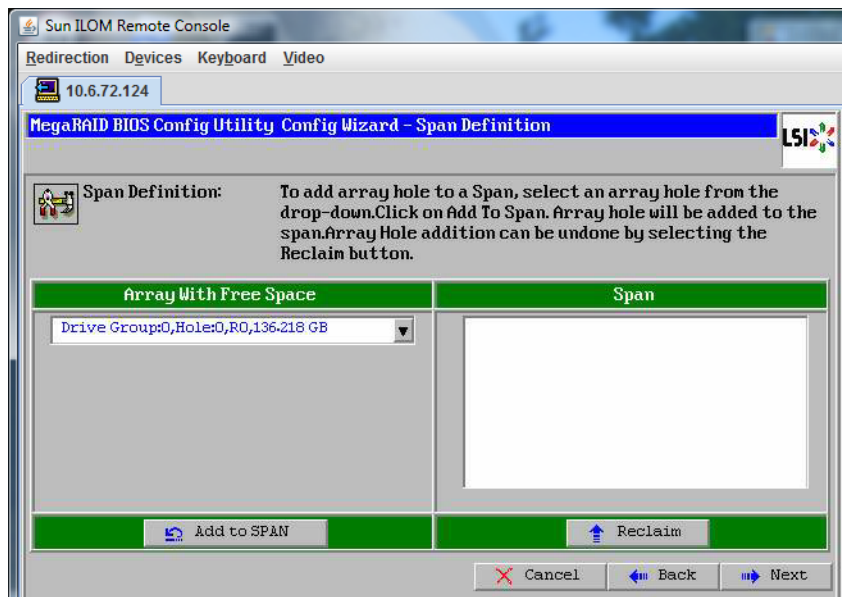 Sun ILOM Remote Console
Redirection Devices Keyboard Video
10.6.72.124
MegaRAID BIOS Config Utility Config Wizard - Span Definition
LSI
Span Definition:
To add array hole to a Span, select an array hole from the
drop-down.Click on Add To Span. Array hole will be added to the
span.Array Hole addition can be undone by selecting the
Reclaim button.
Array With Free Space
Span
Drive Group:0,Hole:0,R0,136.218 GB
Add to SPAN
Reclaim
Cancel
Back
Next